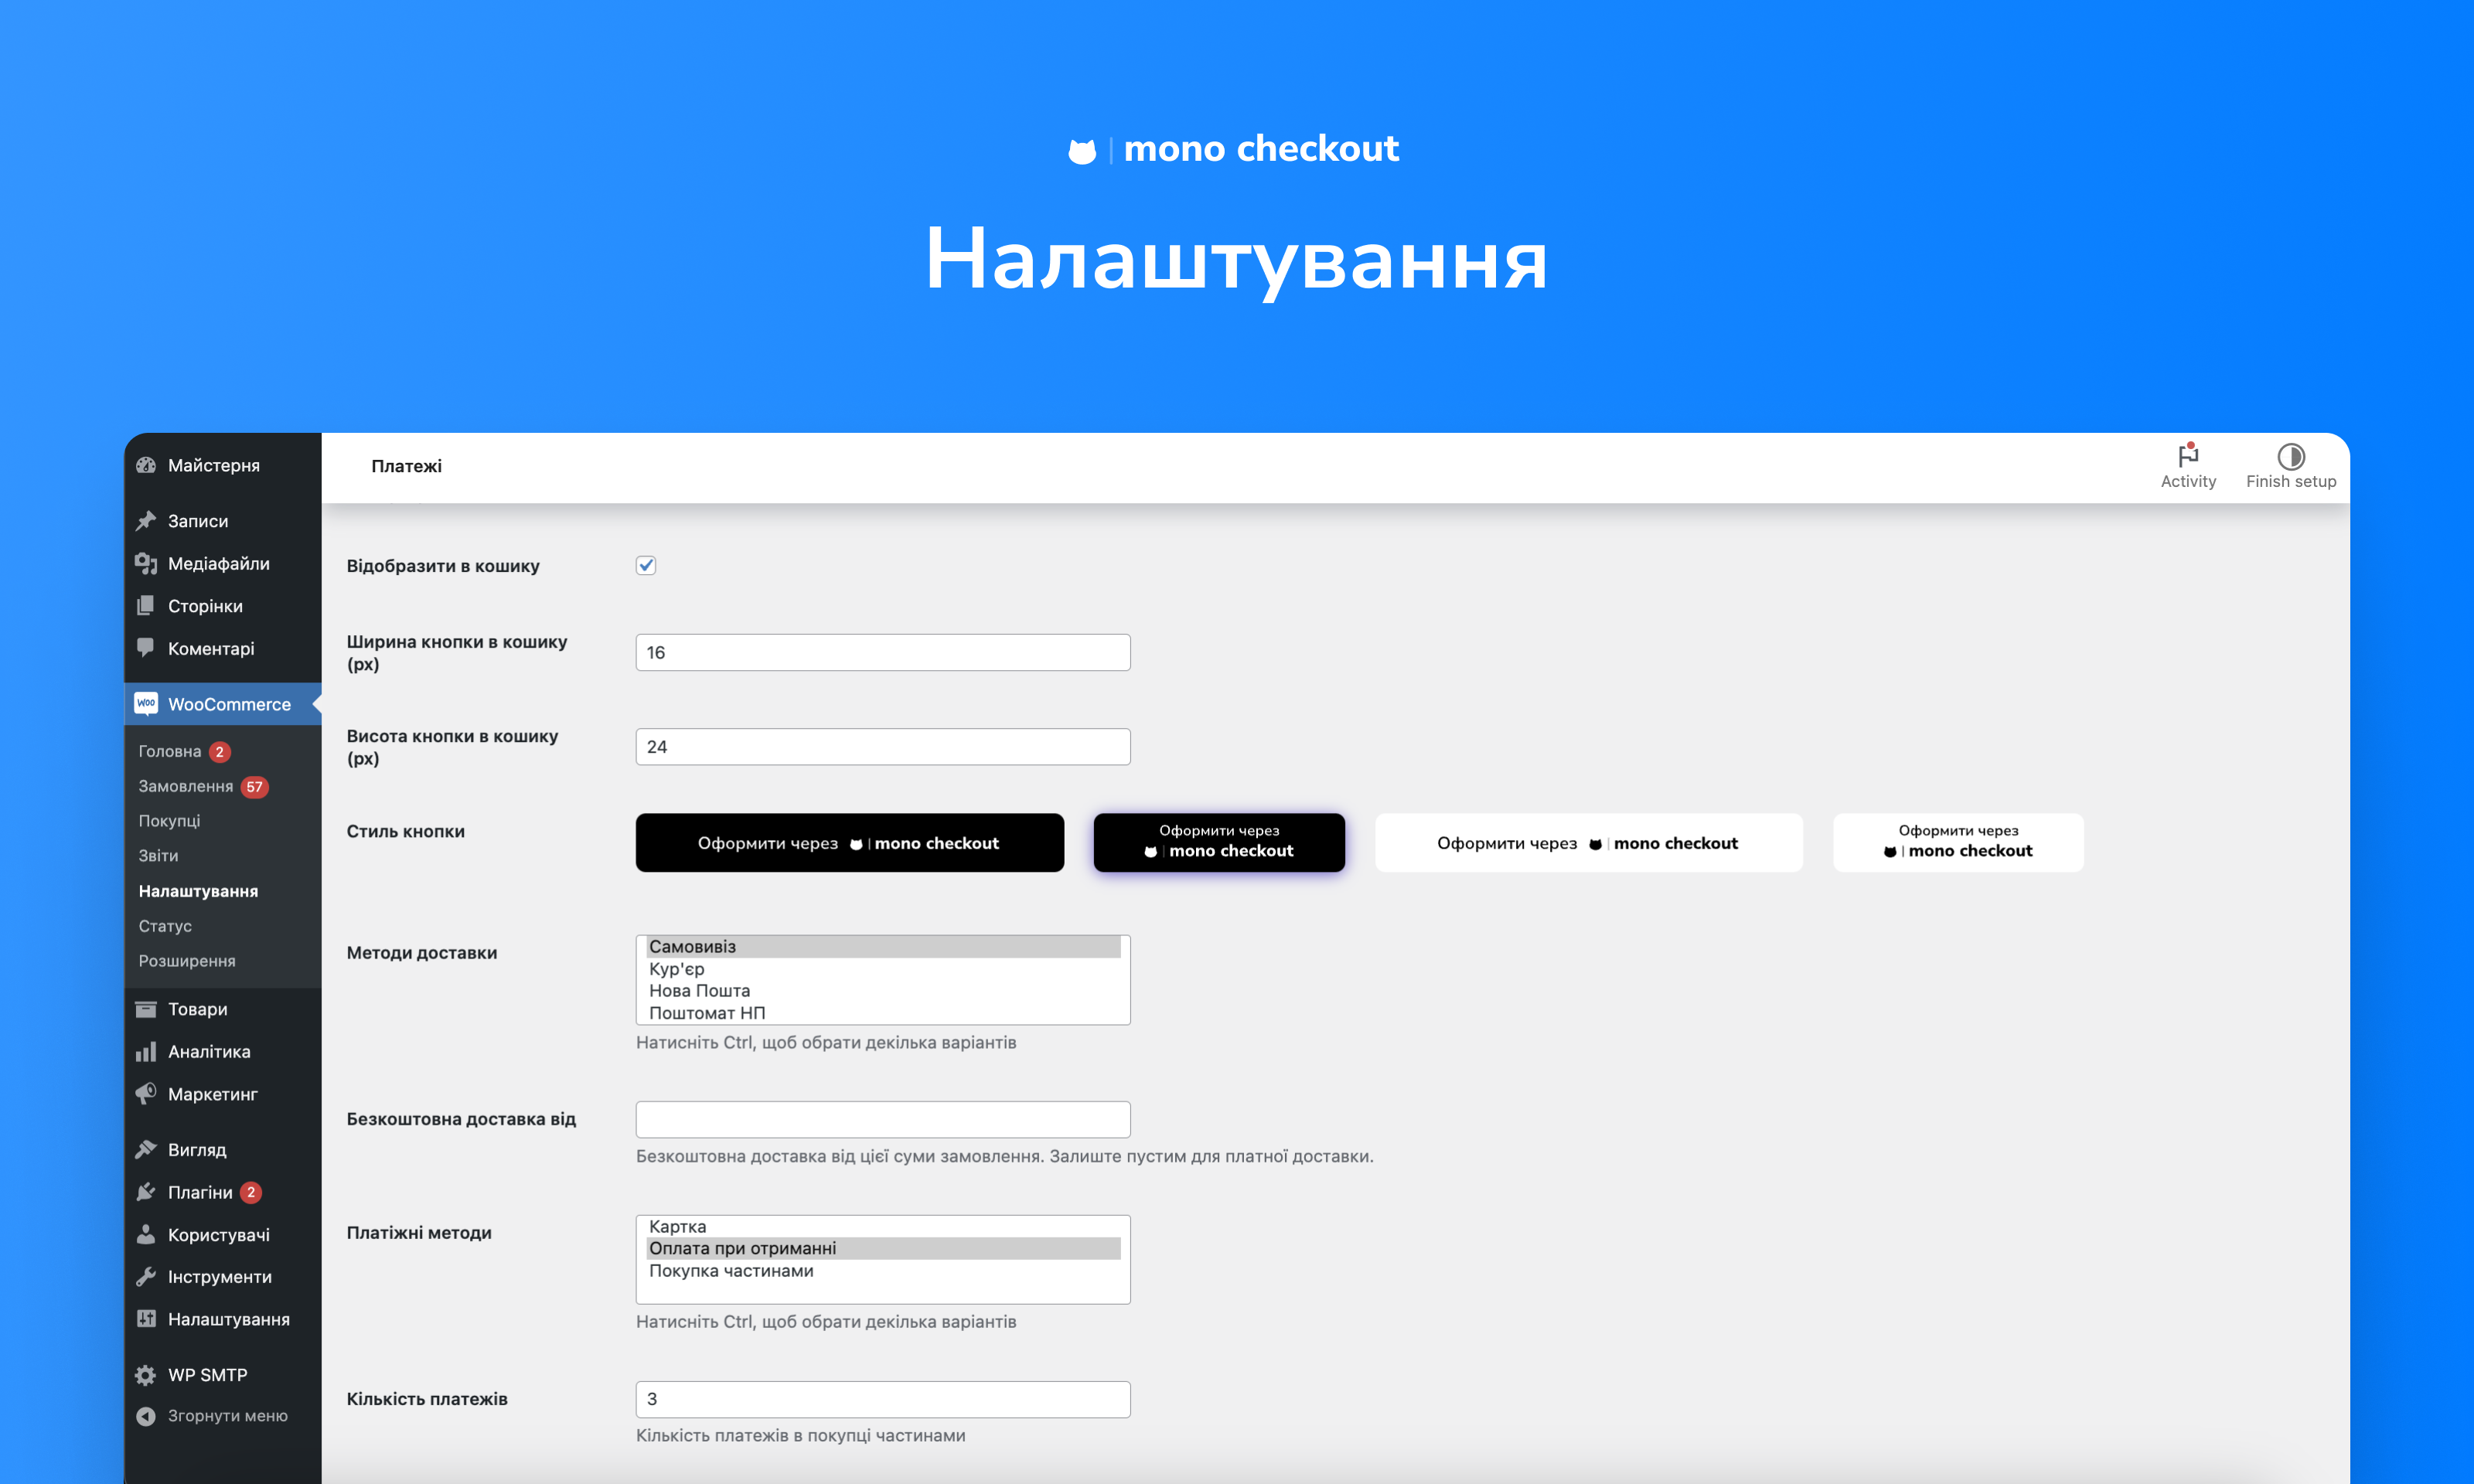 mono checkout
Налаштування
Майстерня
Записи
Медіафайли
Сторінки
Коментарі
WooCommerce
Головна 2
Замовлення 57
Покупці
Звіти
Налаштування
Статус
Розширення
Товари
Аналітика
Маркетинг
Вигляд
Плагіни 2
Користувачі
Інструменти
Налаштування
WP SMTP
Згорнути меню
Платежі
Activity
Finish setup
Відобразити в кошику
Ширина кнопки в кошику
(px)
16
Висота кнопки в кошику
(px)
24
Стиль кнопки
Оформити через mono checkout
Оформити через
mono checkout
Оформити через mono checkout
Оформити через
mono checkout
Методи доставки
Самовивіз
Кур'єр
Нова Пошта
Поштомат НП
Натисніть Ctrl, щоб обрати декілька варіантів
Безкоштовна доставка від
Безкоштовна доставка від цієї суми замовлення. Залиште пустим для платної доставки.
Платіжні методи
Картка
Оплата при отриманні
Покупка частинами
Натисніть Ctrl, щоб обрати декілька варіантів
Кількість платежів
3
Кількість платежів в покупці частинами